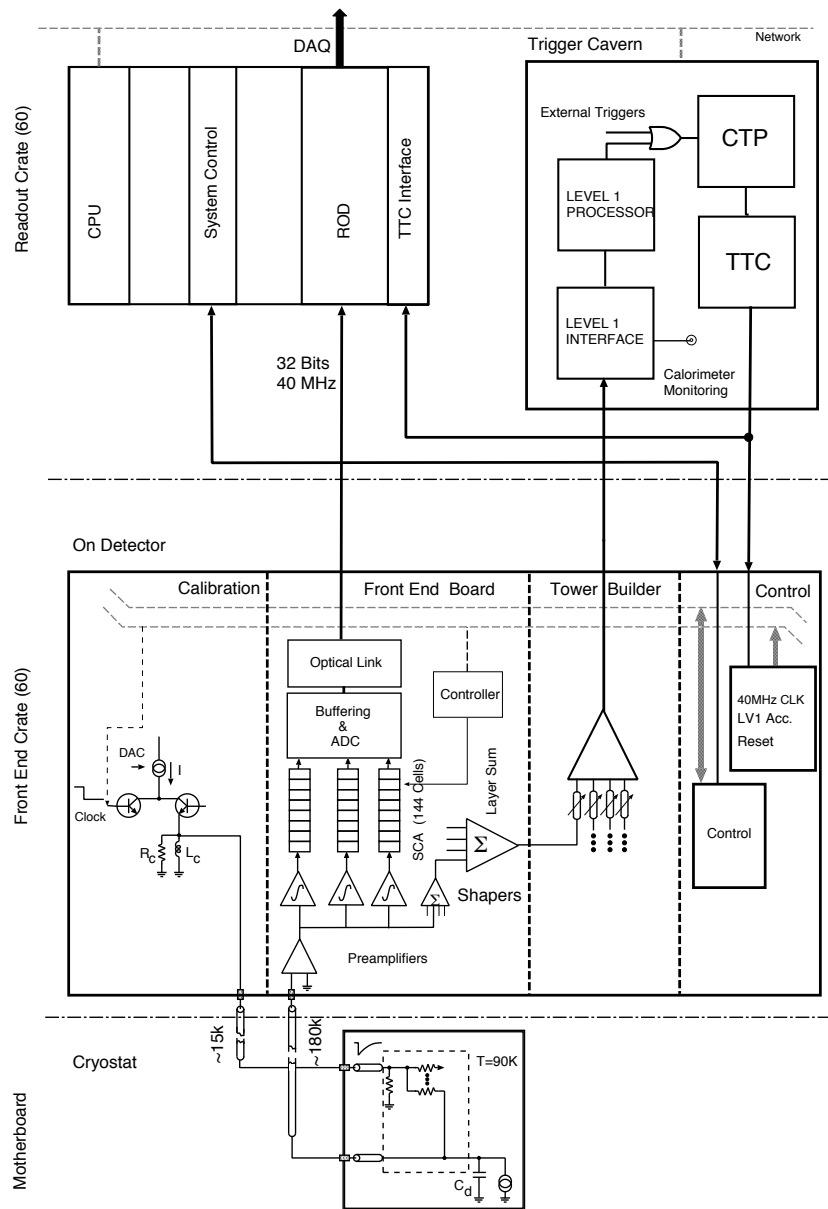 DAQ
Network
Trigger Cavern
External Triggers
CTP
LEVEL 1
PROCESSOR
TTC
LEVEL 1
INTERFACE
Calorimeter
Monitoring
Readout Crate (60)
CPU
System Control
ROD
TTC Interface
32 Bits
40 MHz
On Detector
Calibration
Front End Board
Tower Builder
Control
Front End Crate (60)
Optical Link
Controller
Buffering
&
ADC
40MHz CLK
LV1 Acc.
Reset
DAC
I
Clock
SCA (144 Cells)
Layer Sum
Σ
Control
Rc
Lc
∫
∫
∫
Σ
Shapers
Preamplifiers
~15k
~180k
Cryostat
T=90K
Motherboard
Cd